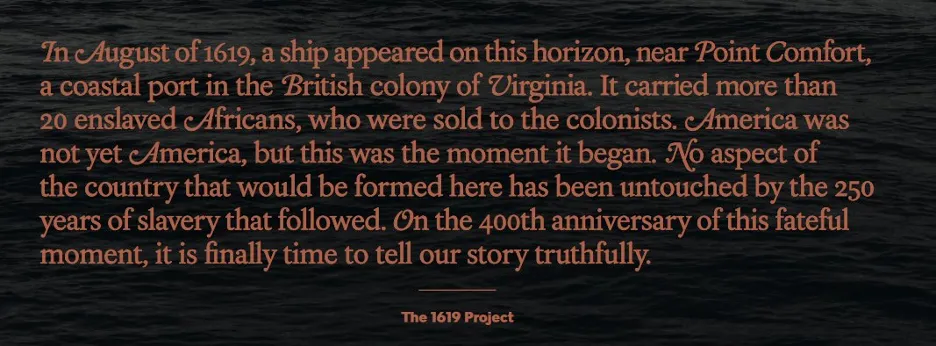 In August of 1619, a ship appeared on this horizon, near Point Comfort,
a coastal port in the British colony of Virginia. It carried more than
20 enslaved Africans, who were sold to the colonists. America was
not yet America, but this was the moment it began. No aspect of
the country that would be formed here has been untouched by the 250
years of slavery that followed. On the 400th anniversary of this fateful
moment, it is finally time to tell our story truthfully.
The 1619 Project